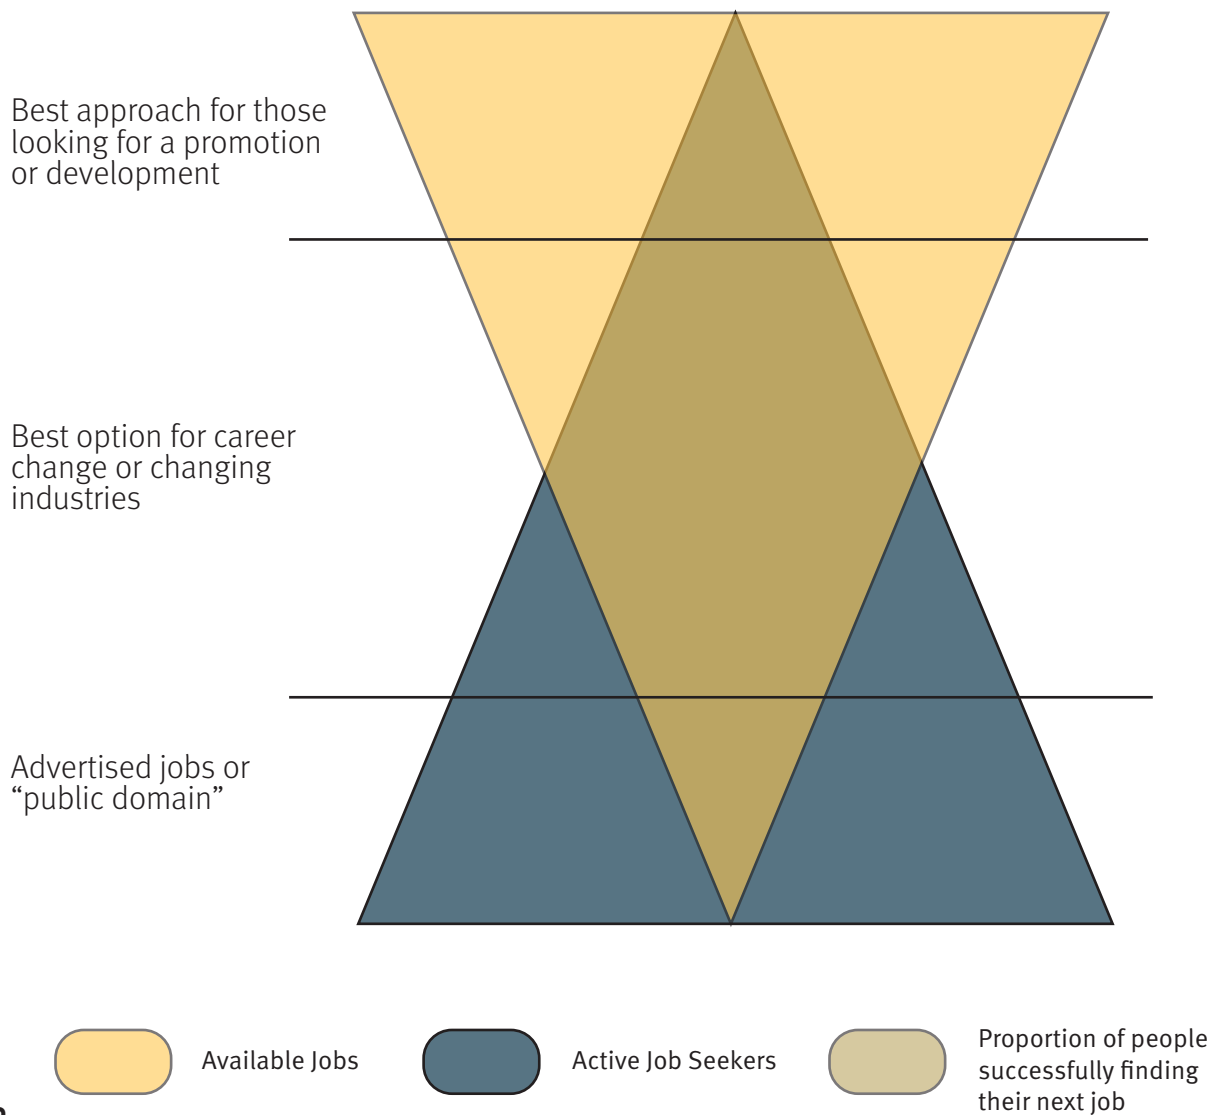 Best approach for those
looking for a promotion
or development
Best option for career
change or changing
industries
Advertised jobs or
“public domain”
Available Jobs
Active Job Seekers
Proportion of people
successfully finding
their next job